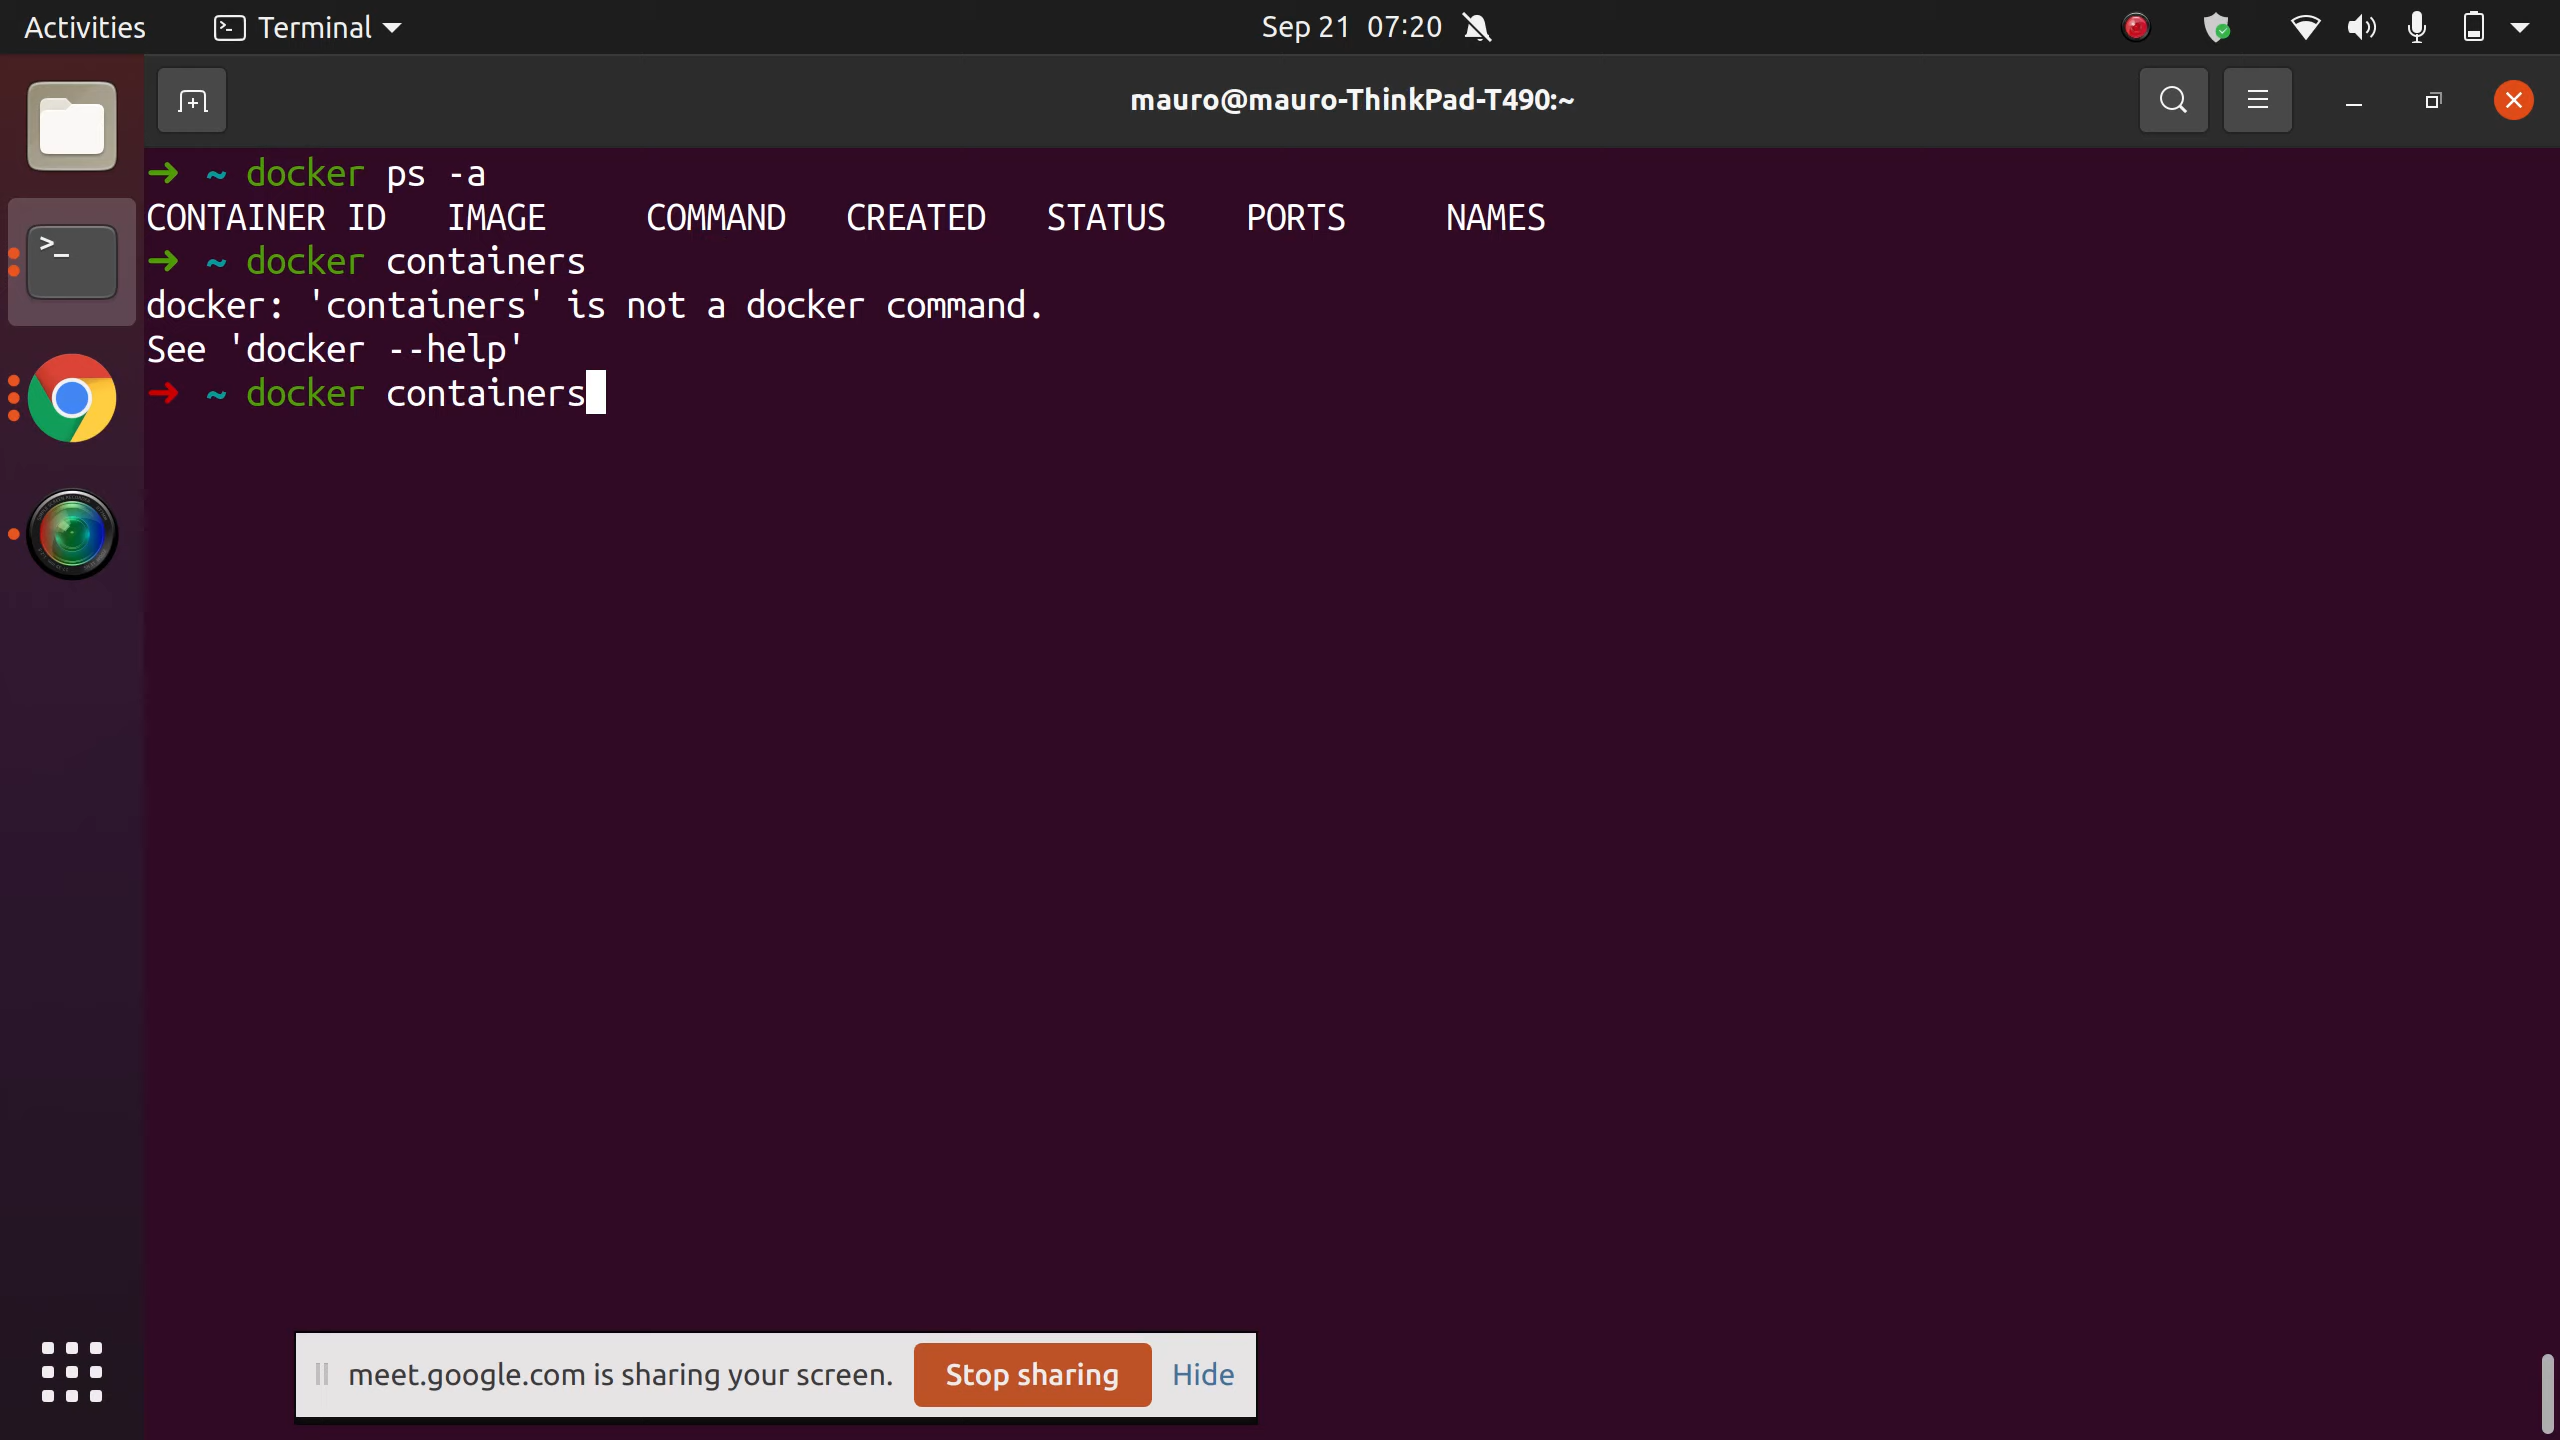 Activities Terminal Sep 21 07:20
mauro@mauro-ThinkPad-T490:~
➜ ~ docker ps -a
CONTAINER ID IMAGE COMMAND CREATED STATUS PORTS NAMES
➜ ~ docker containers
docker: 'containers' is not a docker command.
See 'docker --help'
➜ ~ docker containers
meet.google.com is sharing your screen. Stop sharing Hide